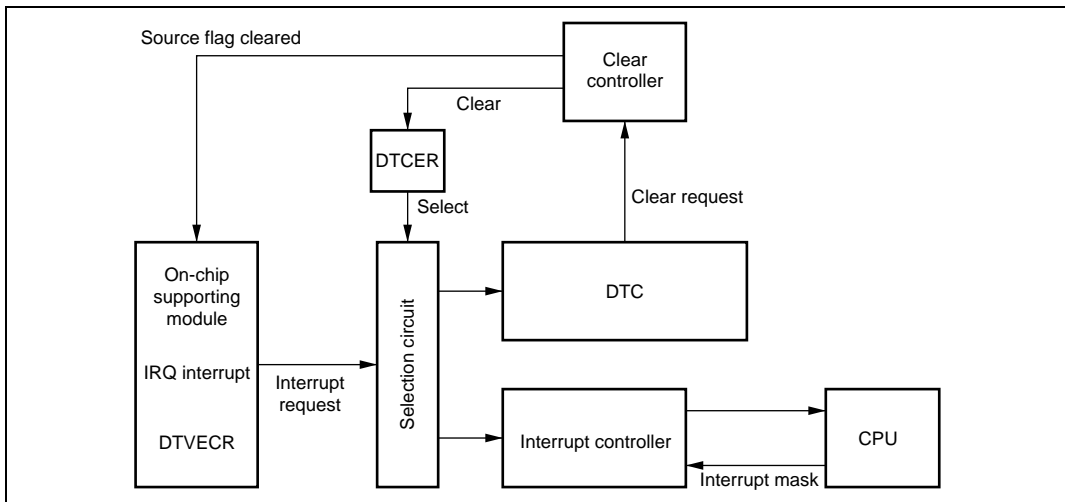 Source flag cleared
Clear
controller
Clear
DTCER
Clear request
Select
On-chip
supporting
module
IRQ interrupt
DTVECR
Interrupt
request
Selection circuit
DTC
Interrupt controller
CPU
Interrupt mask